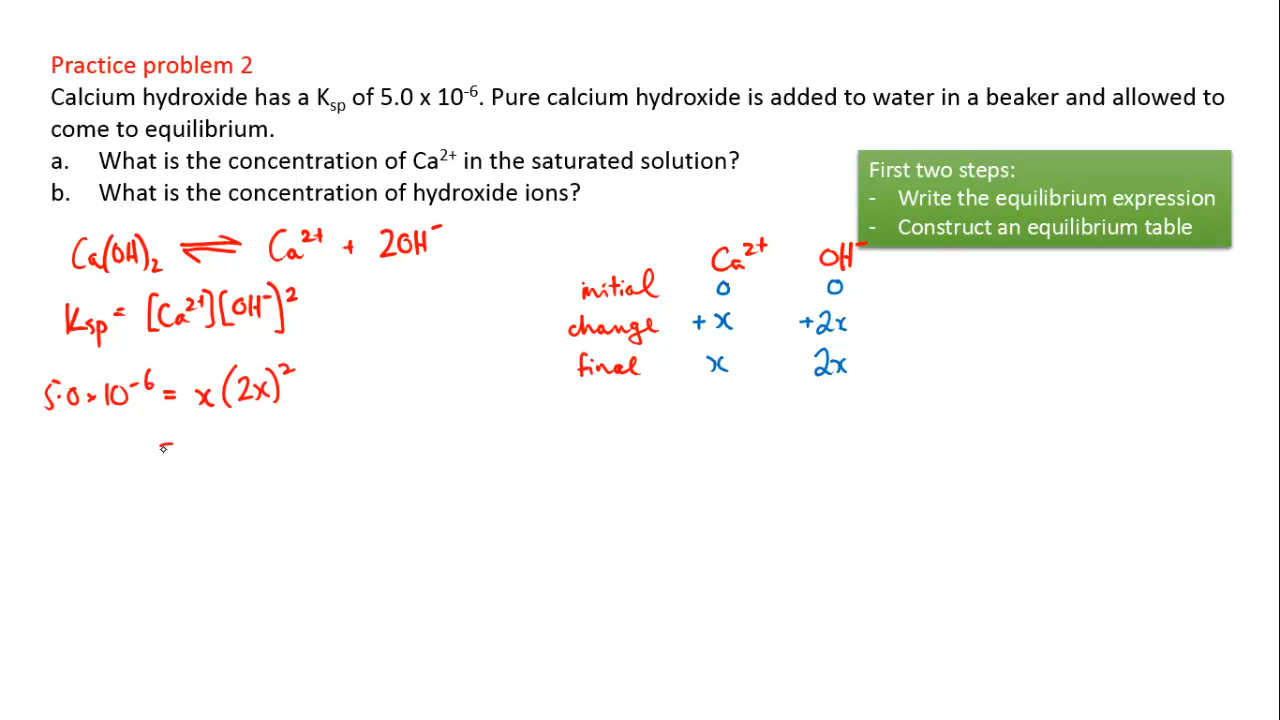 Practice problem 2
Calcium hydroxide has a Ksp of 5.0 x 10⁻⁶. Pure calcium hydroxide is added to water in a beaker and allowed to
come to equilibrium.
a. What is the concentration of Ca²⁺ in the saturated solution?
b. What is the concentration of hydroxide ions?
First two steps:
- Write the equilibrium expression
- Construct an equilibrium table
Ca(OH)₂ ⇌ Ca²⁺ + 2OH⁻
Ksp = [Ca²⁺][OH⁻]²
5.0 × 10⁻⁶ = x(2x)²
=
Ca²⁺ OH⁻
initial 0 0
change +x +2x
final x 2x